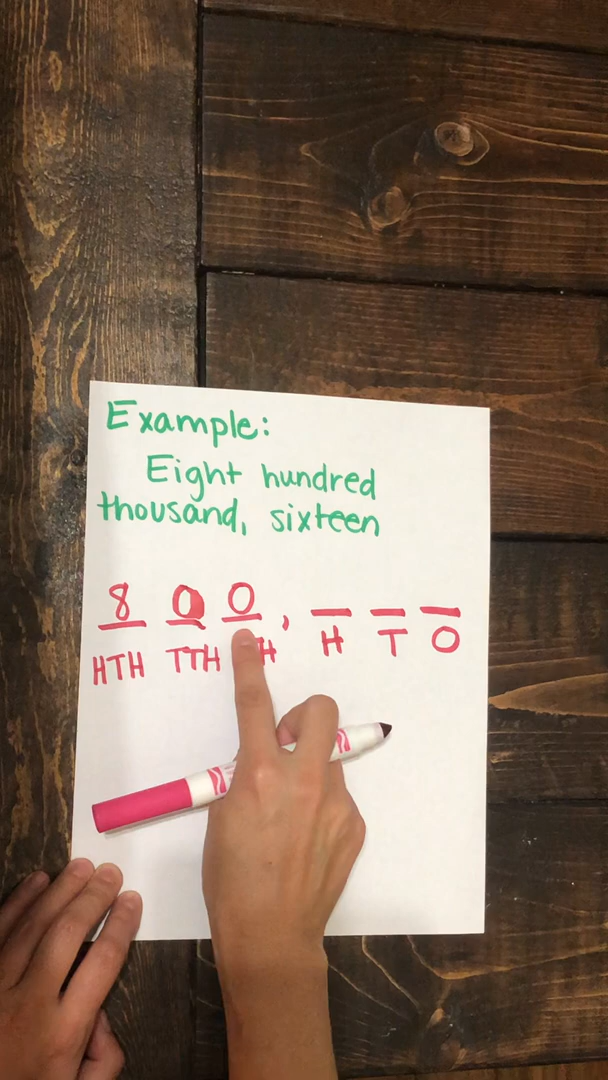 Example:
Eight hundred
thousand, sixteen
8 0 0, _ _ _
HTH TTH H T O